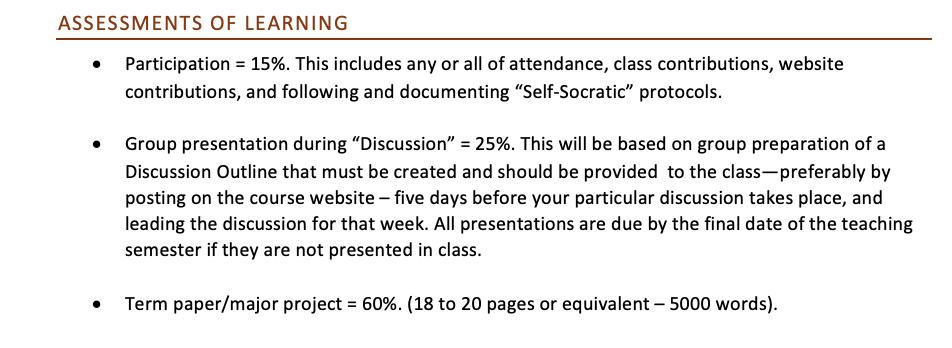 ASSESSMENTS OF LEARNING
• Participation = 15%. This includes any or all of attendance, class contributions, website
contributions, and following and documenting “Self-Socratic” protocols.
• Group presentation during “Discussion” = 25%. This will be based on group preparation of a
Discussion Outline that must be created and should be provided  to the class—preferably by
posting on the course website – five days before your particular discussion takes place, and
leading the discussion for that week. All presentations are due by the final date of the teaching
semester if they are not presented in class.
• Term paper/major project = 60%. (18 to 20 pages or equivalent – 5000 words).